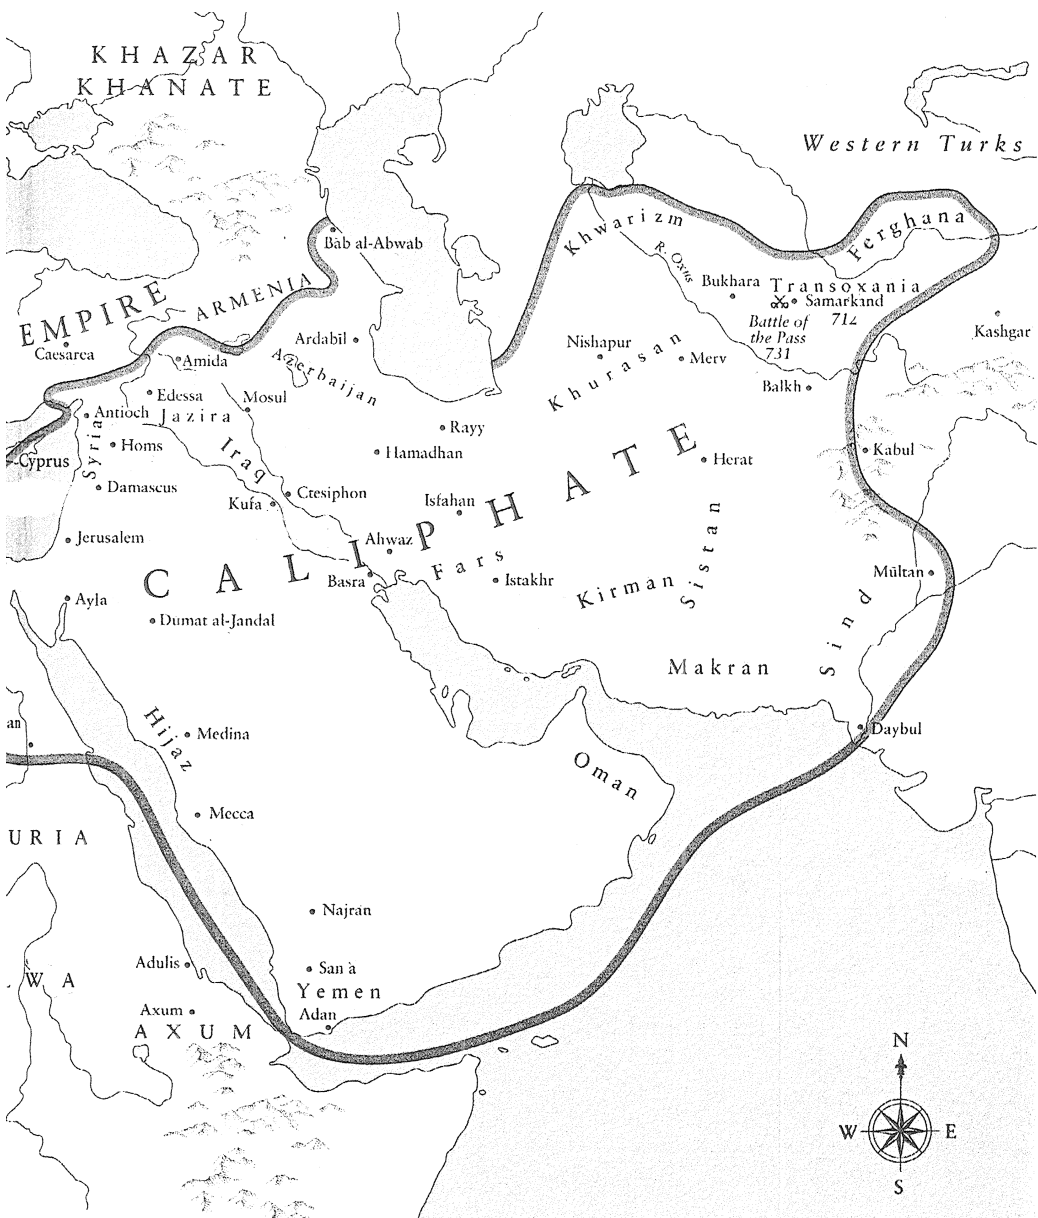 KHAZAR
KHANATE
Western Turks
Khwarizm
Ferghana
R. Oxus
Bab al-Abwab
ARMENIA
EMPIRE
Caesarea
Bukhara
Transoxania
Samarkand
712
Battle of
the Pass
731
Kashgar
Ardabil
Azerbaijan
Amida
Nishapur
Khurasan
Merv
Balkh
Edessa
Mosul
Antioch
Jazira
Syria
Homs
Iraq
Rayy
Hamadhan
Cyprus
Herat
Kabul
Damascus
Kufa
Ctesiphon
Isfahan
CALIPHATE
Jerusalem
Ahwaz
Fars
Basra
Istakhr
Kirman
Sistan
Multan
Ayla
Dumat al-Jandal
Sind
Makran
an
Hijaz
Medina
Daybul
Oman
Mecca
URIA
Najran
Adulis
San'a
WA
Yemen
Axum
Adan
AXUM
N
W E
S